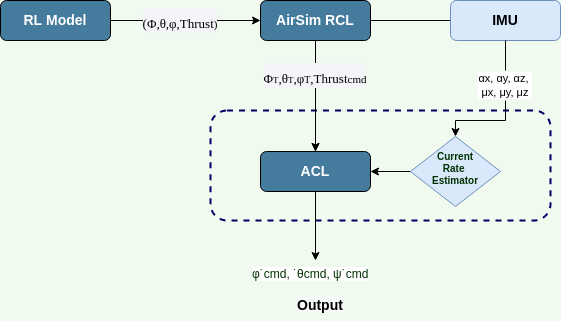 RL Model
(Φ,θ,φ,Thrust)
AirSim RCL
IMU
ΦT,θT,φT,Thrustcmd
αx, αy, αz,
μx, μy, μz
ACL
Current
Rate
Estimator
φ˙cmd, ˙θcmd, ψ˙cmd
Output